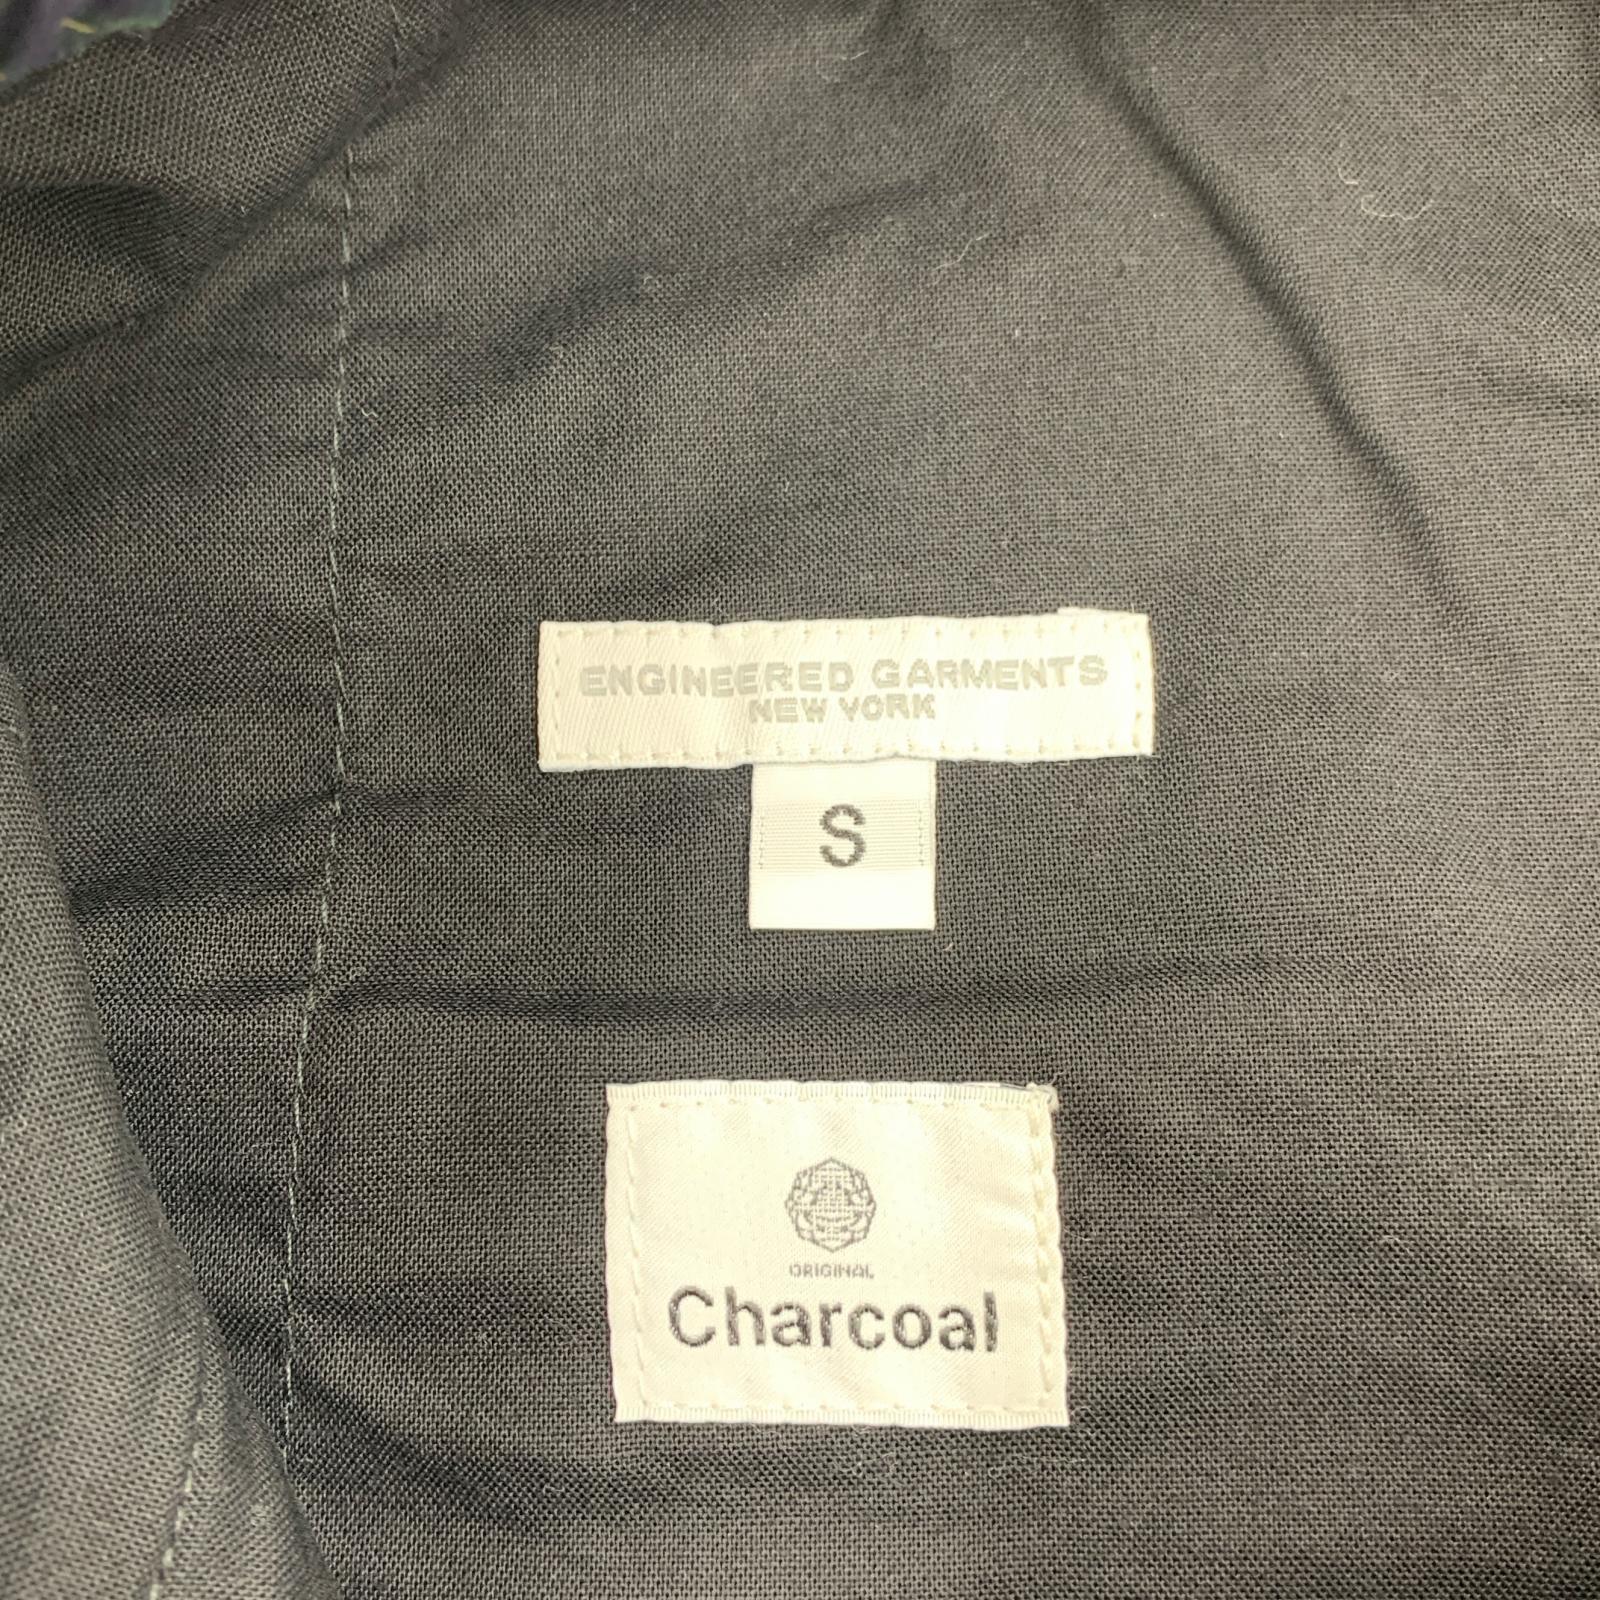 ENGINEERED GARMENTS
NEW YORK
S
ORIGINAL
Charcoal